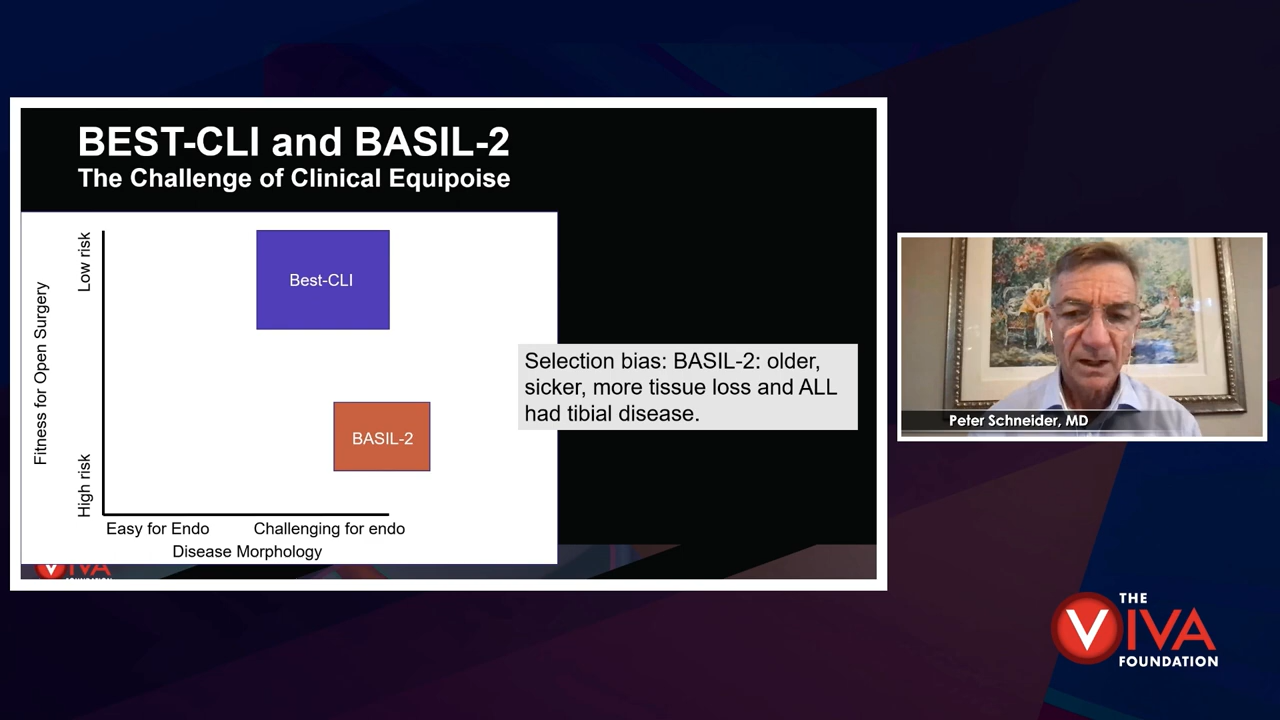 BEST-CLI and BASIL-2
The Challenge of Clinical Equipoise
Fitness for Open Surgery
Low risk
High risk
Best-CLI
BASIL-2
Easy for Endo
Challenging for endo
Disease Morphology
Selection bias: BASIL-2: older,
sicker, more tissue loss and ALL
had tibial disease.
VIVA
FOUNDATION
Peter Schneider, MD
THE
VIVA
FOUNDATION